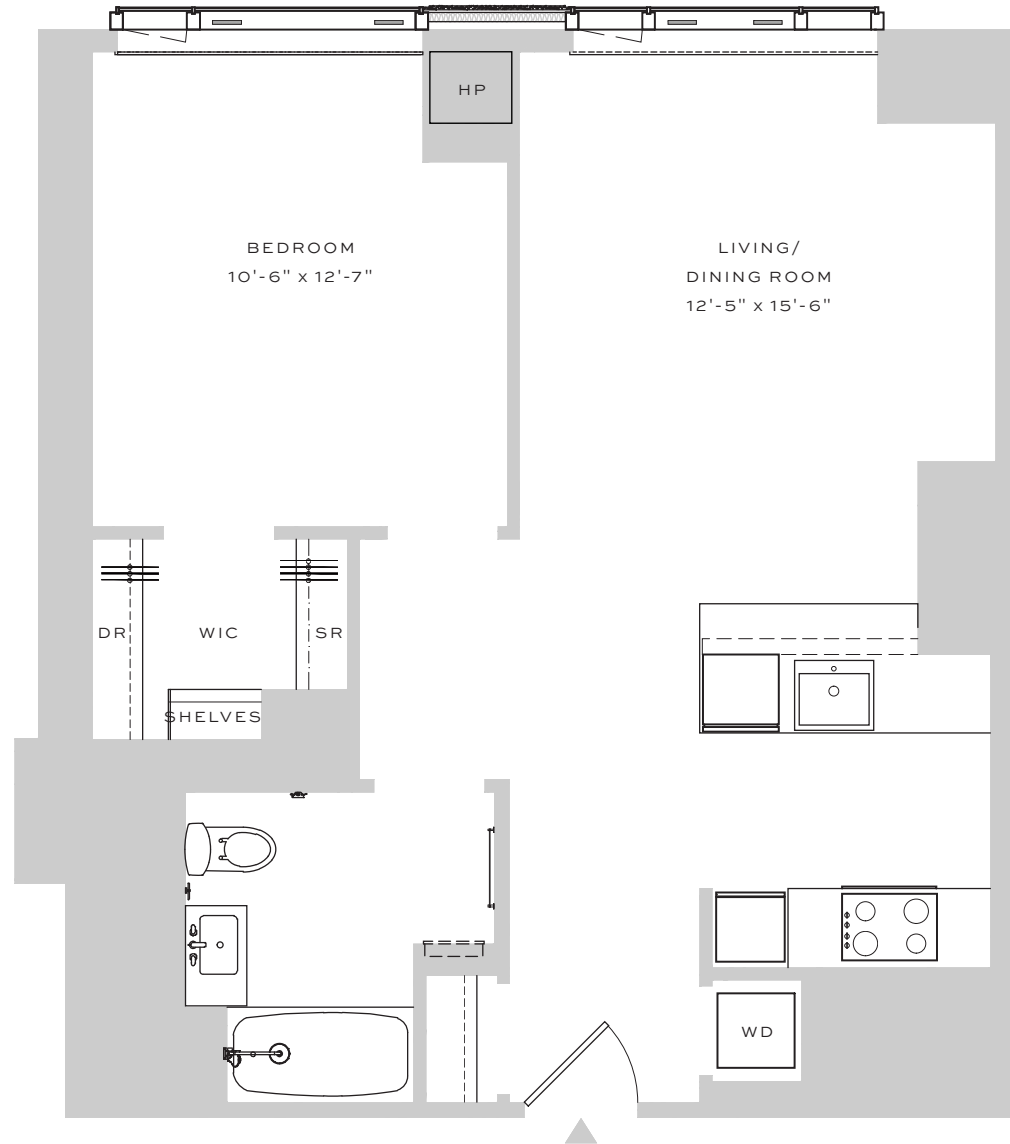 HP
BEDROOM
10'-6" x 12'-7"
LIVING/
DINING ROOM
12'-5" x 15'-6"
DR
WIC
SR
SHELVES
WD